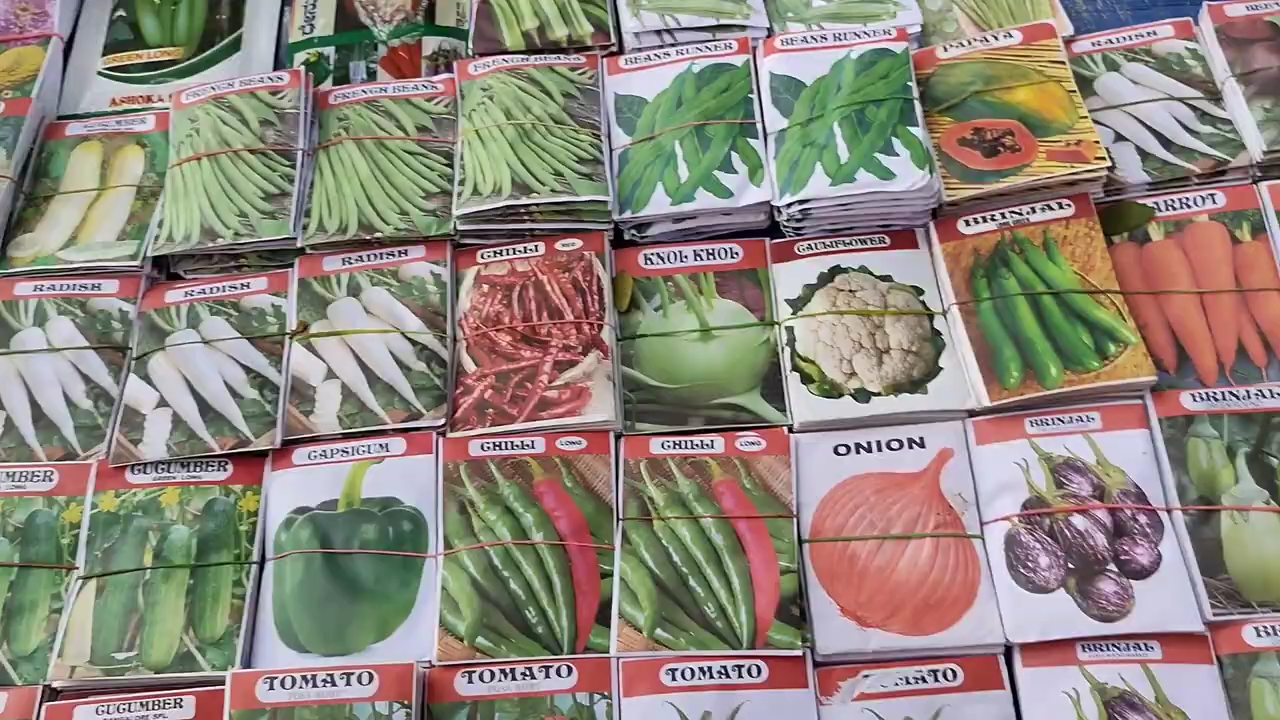 GREEN LONG
ASHOKA
FRENCH BEANS
FRENCH BEANS
FRENCH BEANS
BEANS RUNNER
BEANS RUNNER
PAPAYA
RADISH
RADISH
RADISH
RADISH
CHILLI
KNOL KHOL
CAULIFLOWER
BRINJAL
CARROT
CUCUMBER
GREEN LONG
CAPSICUM
CHILLI LONG
CHILLI LONG
ONION
BRINJAL
BRINJAL
TOMATO
TOMATO
TOMATO
TOMATO
BRINJAL
CUCUMBER